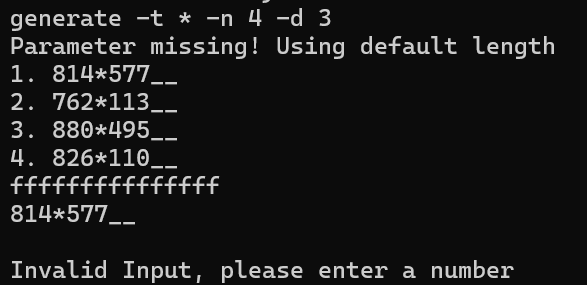 generate -t * -n 4 -d 3
Parameter missing! Using default length
1. 814*577__
2. 762*113__
3. 880*495__
4. 826*110__
fffffffffffffff
814*577__
Invalid Input, please enter a number